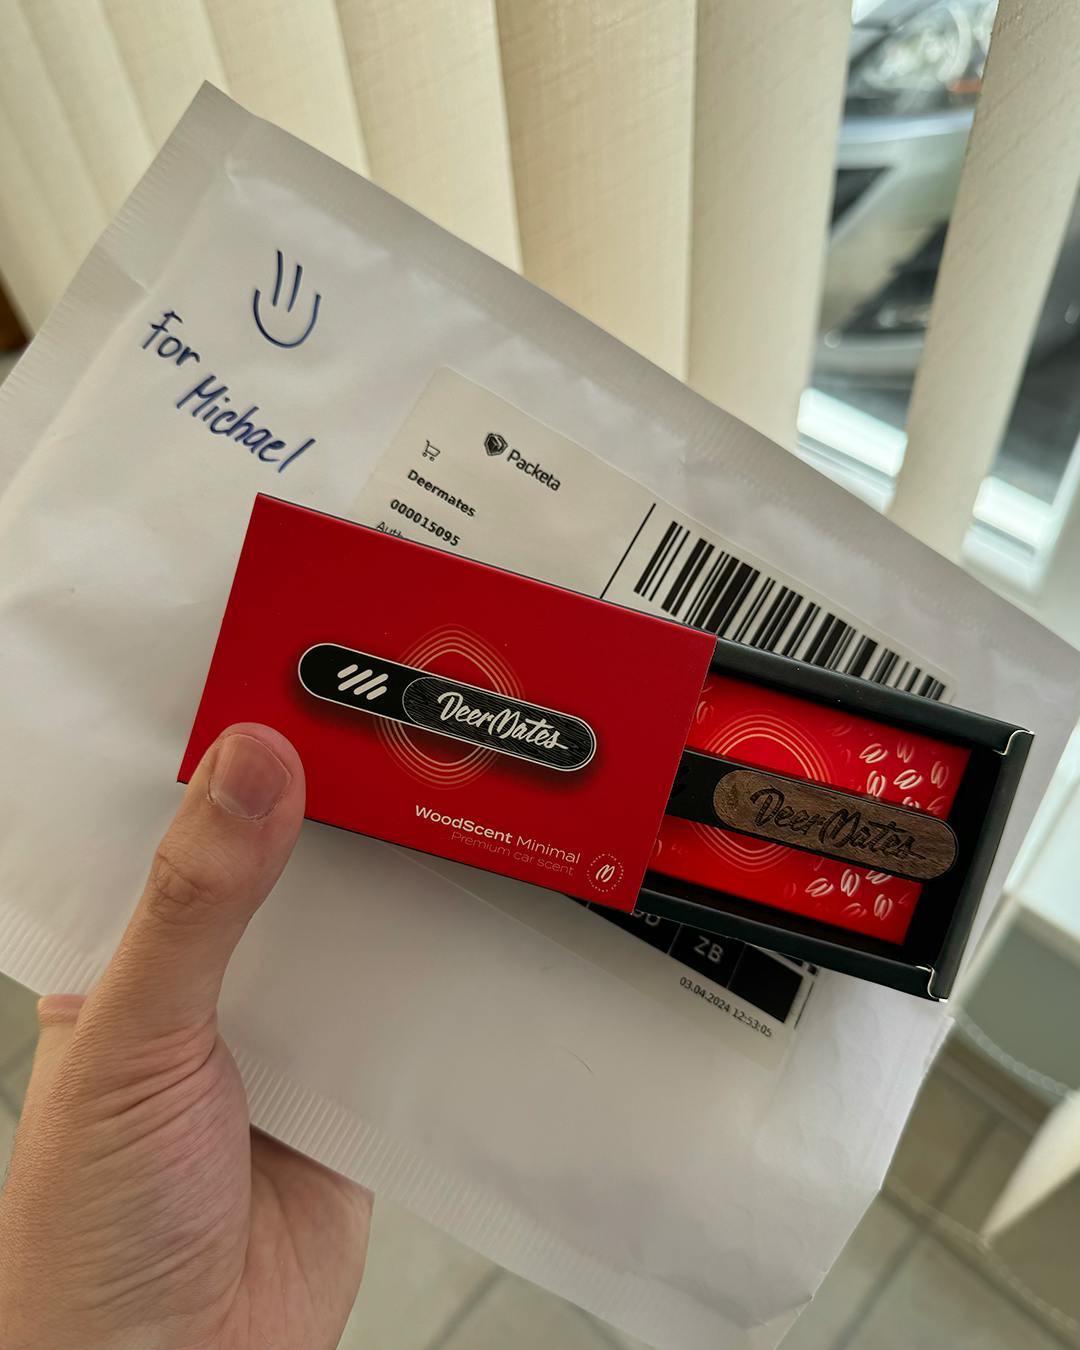 For
Michael
Packeta
Deermates
000015095
DeerMates
WoodScent Minimal
Premium car scent
DeerMates
ZB
03.04.2024 12:53:05